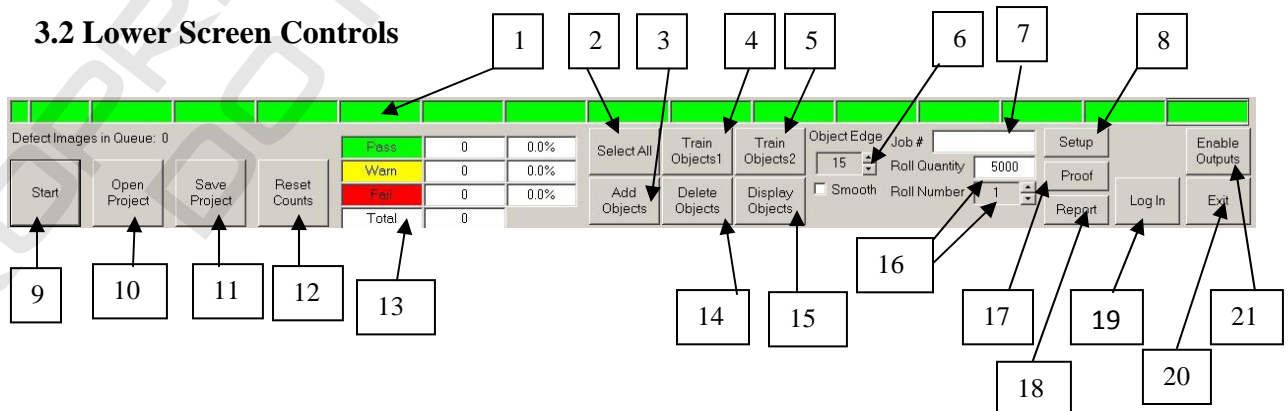 3.2 Lower Screen Controls
1 2 3 4 5 6 7 8
Defect Images in Queue: 0
Start
Open
Project
Save
Project
Reset
Counts
Pass 0 0.0%
Warn 0 0.0%
Fail 0 0.0%
Total 0
Select All
Train
Objects1
Train
Objects2
Add
Objects
Delete
Objects
Display
Objects
Object Edge
15
Smooth
Job #
Roll Quantity 5000
Roll Number 1
Setup
Proof
Report
Log In
Enable
Outputs
Exit
9 10 11 12 13 14 15 16 17 18 19 20 21